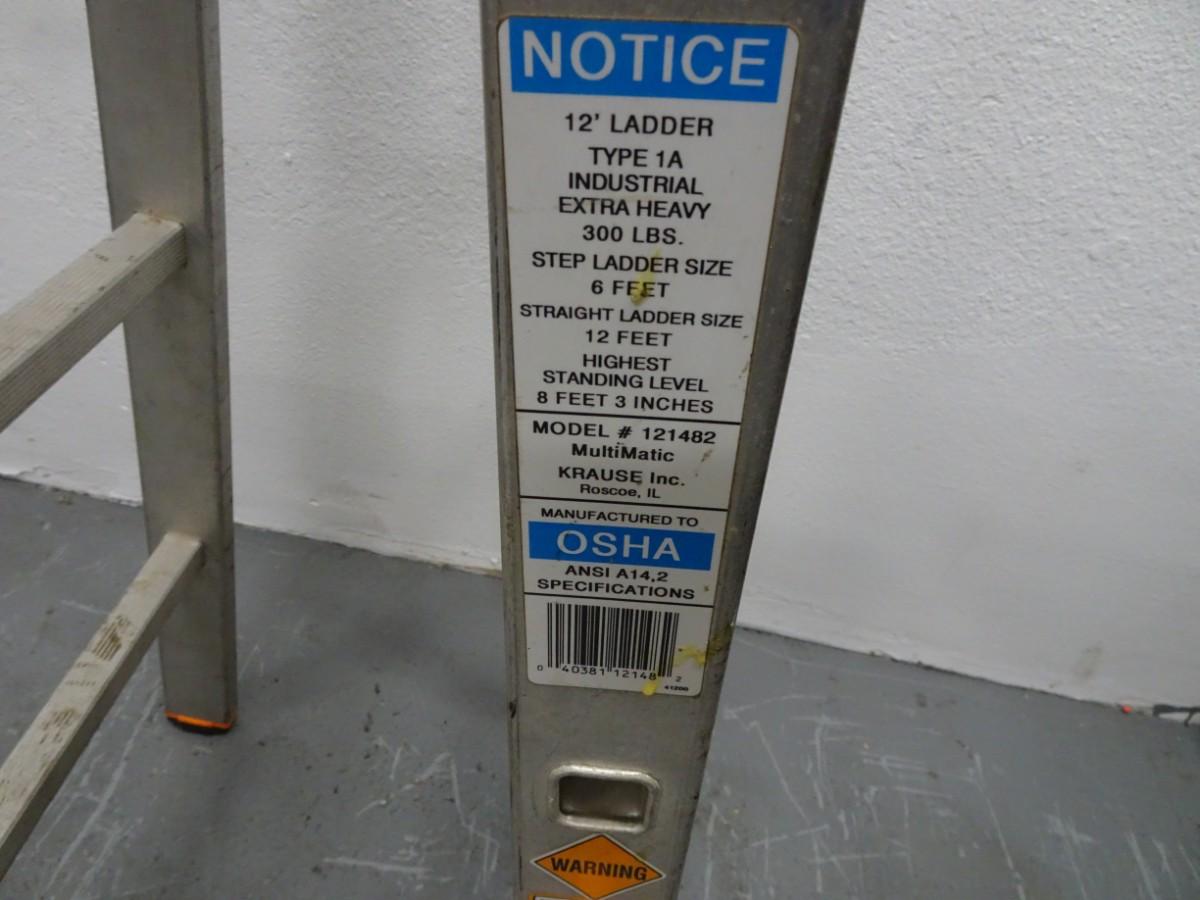 NOTICE
12' LADDER
TYPE 1A
INDUSTRIAL
EXTRA HEAVY
300 LBS.
STEP LADDER SIZE
6 FEET
STRAIGHT LADDER SIZE
12 FEET
HIGHEST
STANDING LEVEL
8 FEET 3 INCHES
MODEL # 121482
MultiMatic
KRAUSE Inc.
Roscoe, IL
MANUFACTURED TO
OSHA
ANSI A14,2
SPECIFICATIONS
0 40381 12148 2
41200
WARNING